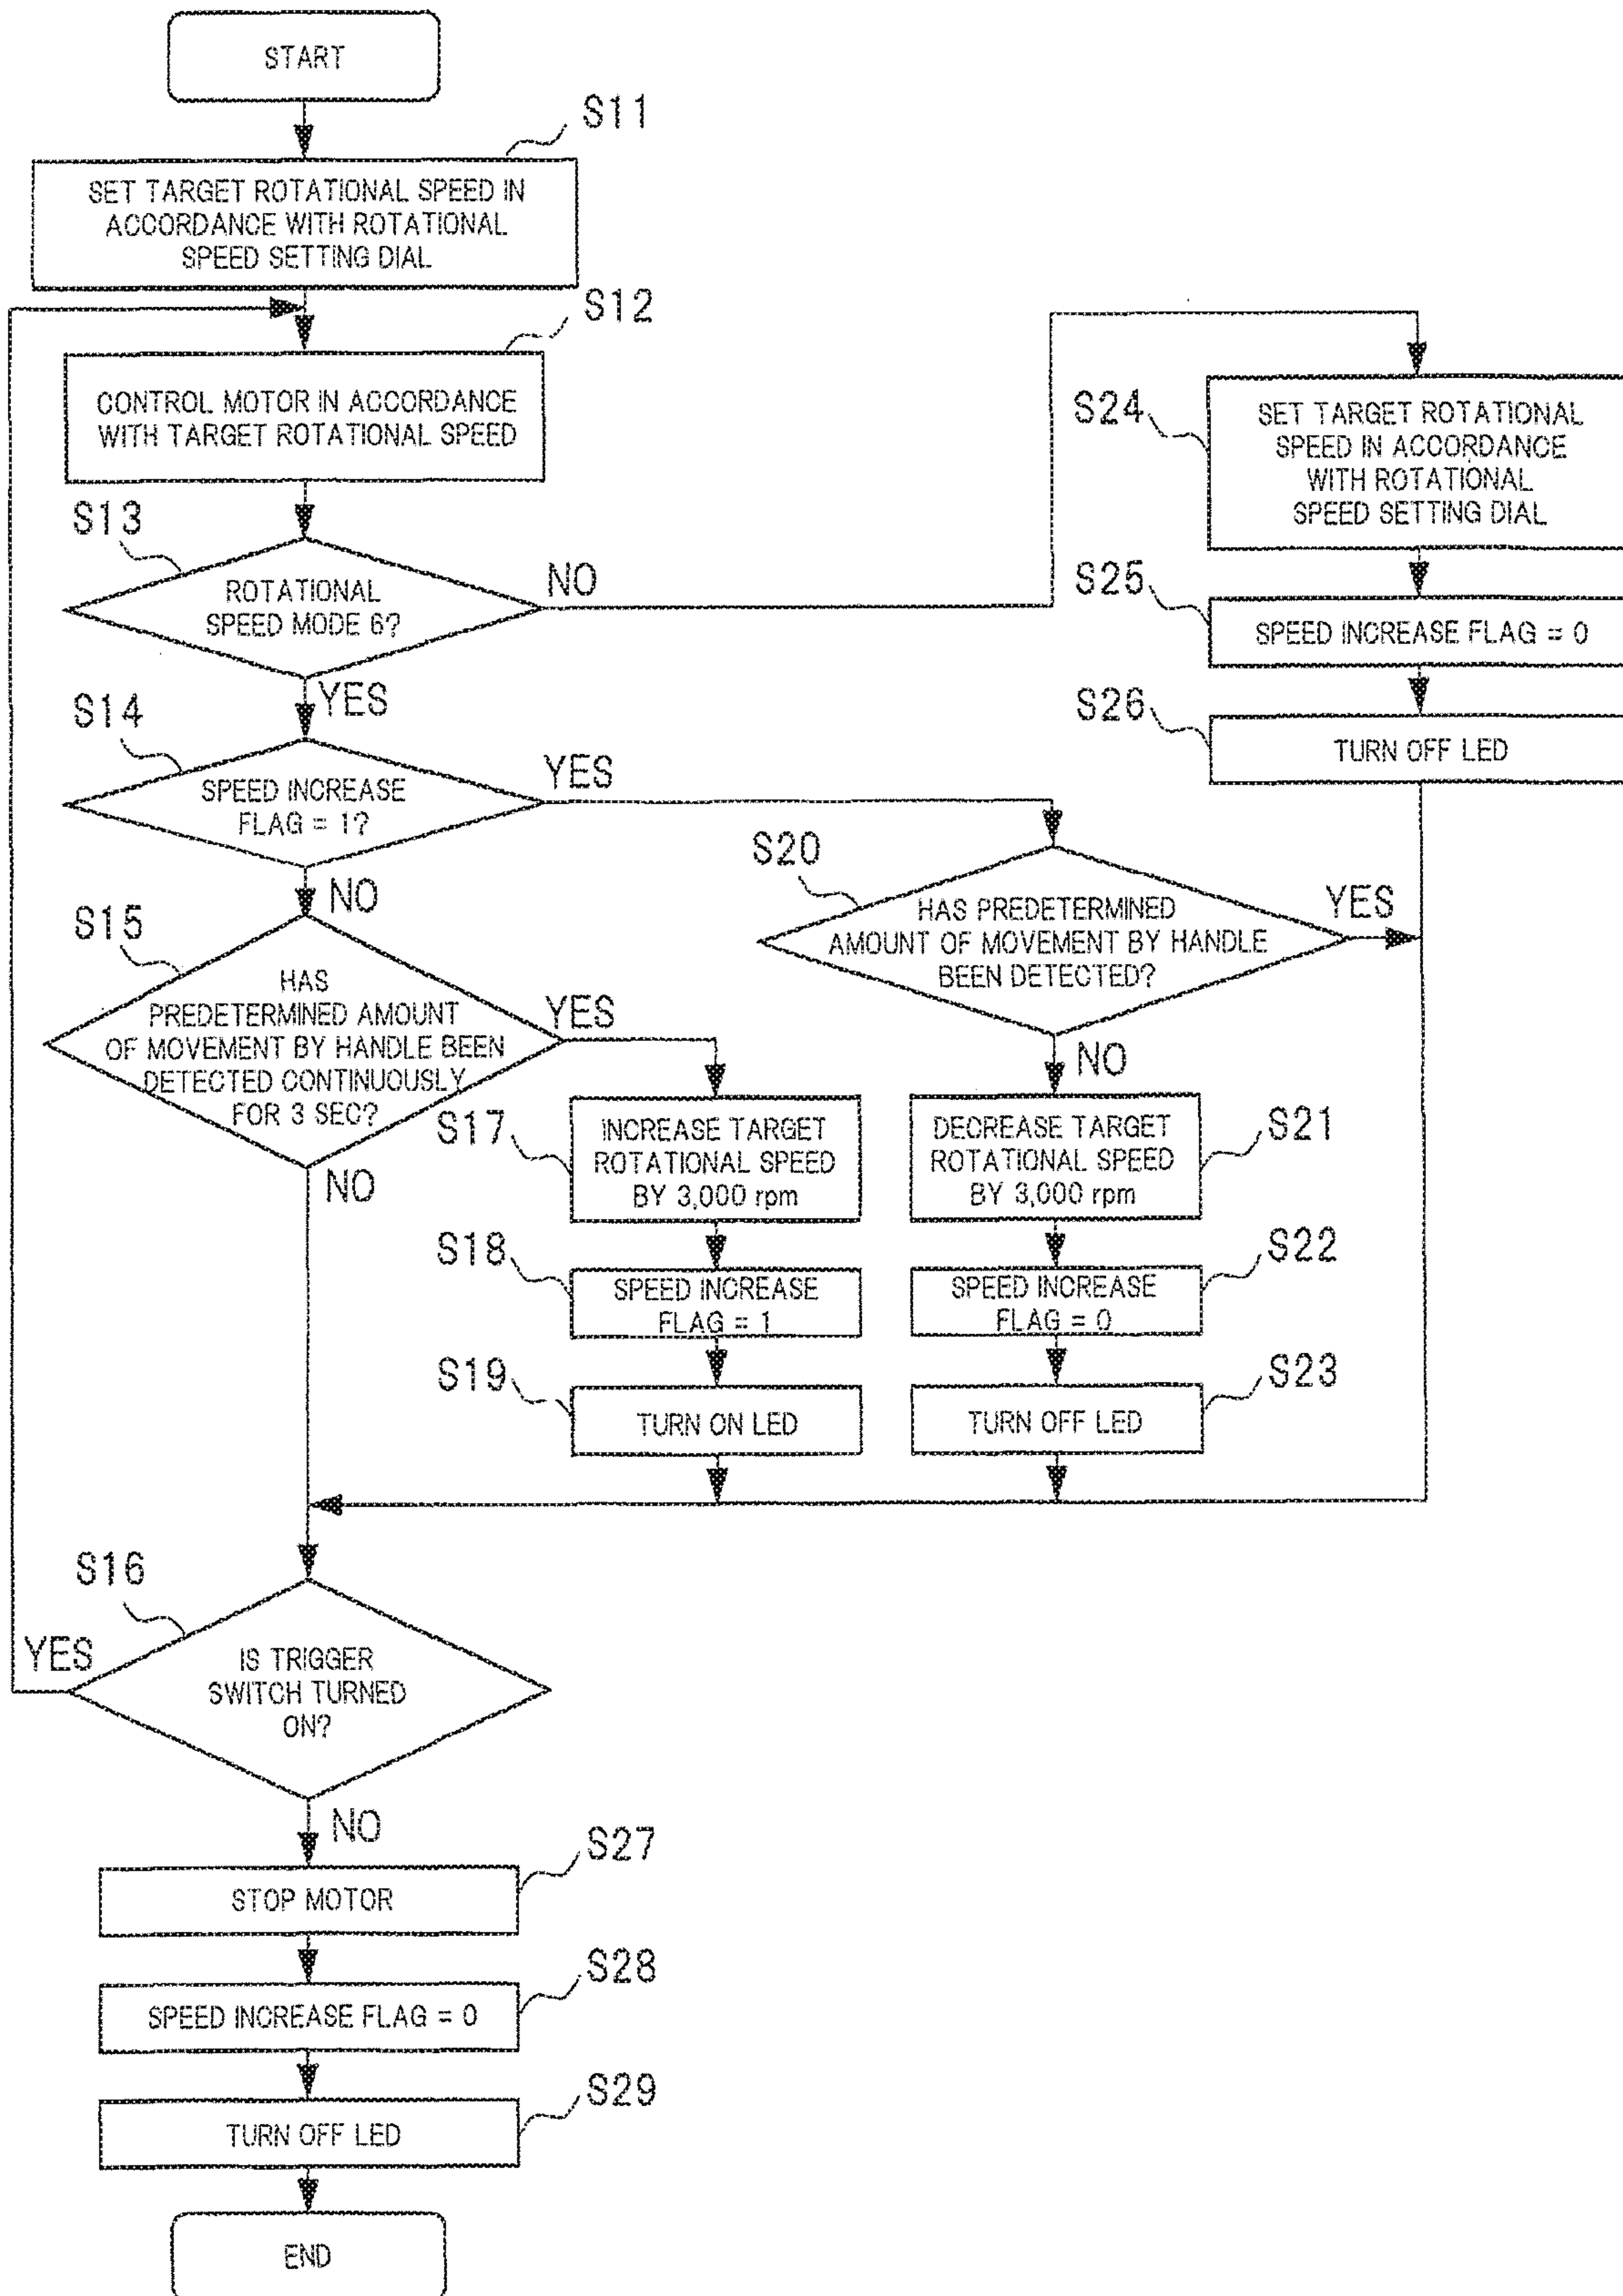 START
S11
SET TARGET ROTATIONAL SPEED IN
ACCORDANCE WITH ROTATIONAL
SPEED SETTING DIAL
S12
CONTROL MOTOR IN ACCORDANCE
WITH TARGET ROTATIONAL SPEED
S13
ROTATIONAL
SPEED MODE 6?
NO
YES
S24
SET TARGET ROTATIONAL
SPEED IN ACCORDANCE
WITH ROTATIONAL
SPEED SETTING DIAL
S25
SPEED INCREASE FLAG = 0
S26
TURN OFF LED
S14
SPEED INCREASE
FLAG = 1?
YES
NO
S20
HAS PREDETERMINED
AMOUNT OF MOVEMENT BY HANDLE
BEEN DETECTED?
YES
NO
S15
HAS
PREDETERMINED AMOUNT
OF MOVEMENT BY HANDLE BEEN
DETECTED CONTINUOUSLY
FOR 3 SEC?
YES
NO
S17
INCREASE TARGET
ROTATIONAL SPEED
BY 3,000 rpm
S18
SPEED INCREASE
FLAG = 1
S19
TURN ON LED
S21
DECREASE TARGET
ROTATIONAL SPEED
BY 3,000 rpm
S22
SPEED INCREASE
FLAG = 0
S23
TURN OFF LED
S16
IS TRIGGER
SWITCH TURNED
ON?
YES
NO
S27
STOP MOTOR
S28
SPEED INCREASE FLAG = 0
S29
TURN OFF LED
END